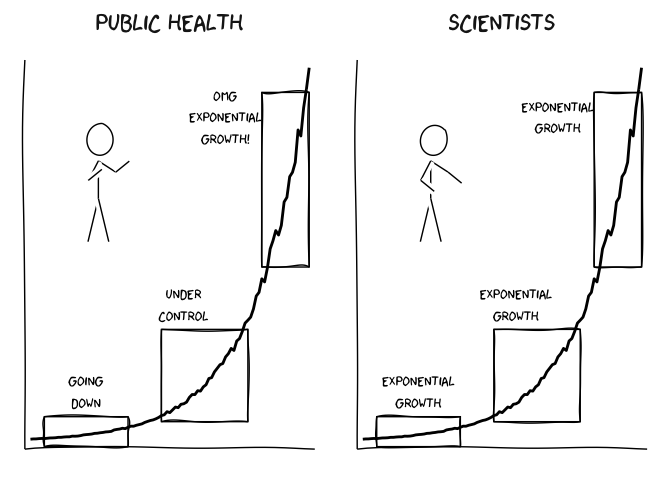 PUBLIC HEALTH
OMG
EXPONENTIAL
GROWTH!
UNDER
CONTROL
GOING
DOWN
SCIENTISTS
EXPONENTIAL
GROWTH
EXPONENTIAL
GROWTH
EXPONENTIAL
GROWTH